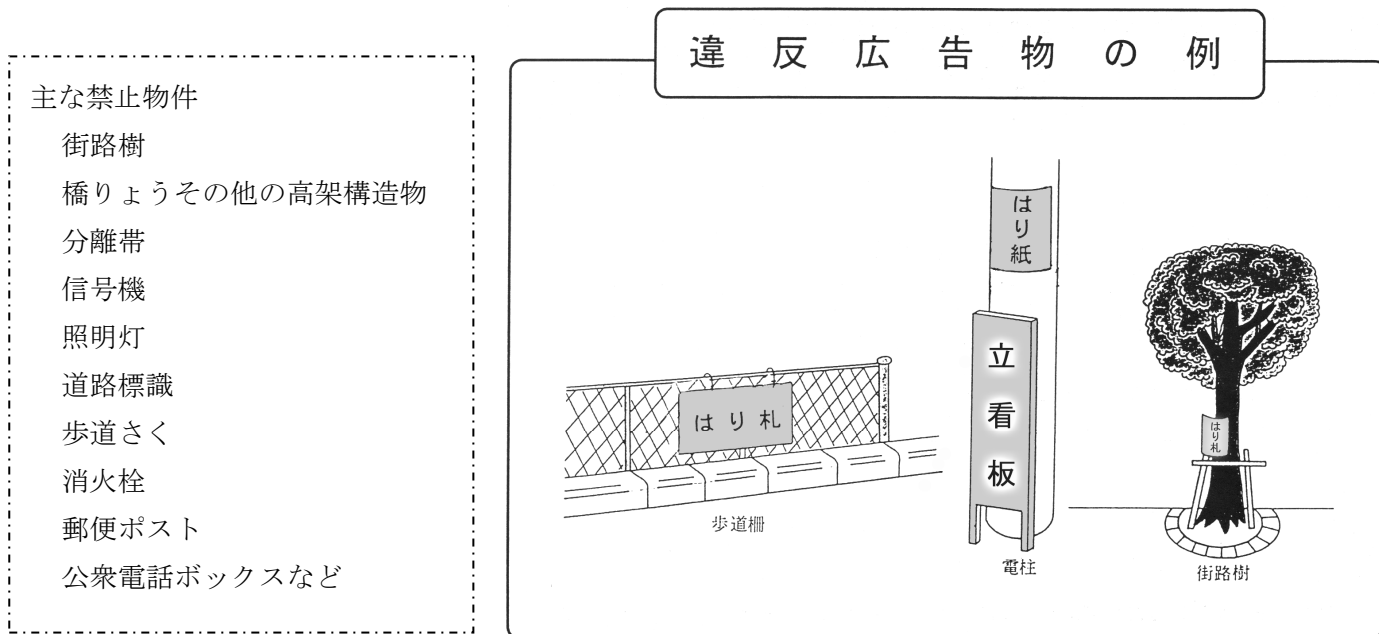 主な禁止物件
街路樹
橋りょうその他の高架構造物
分離帯
信号機
照明灯
道路標識
歩道さく
消火栓
郵便ポスト
公衆電話ボックスなど
違反広告物の例
はり札
歩道柵
はり紙
立看板
電柱
はり札
街路樹